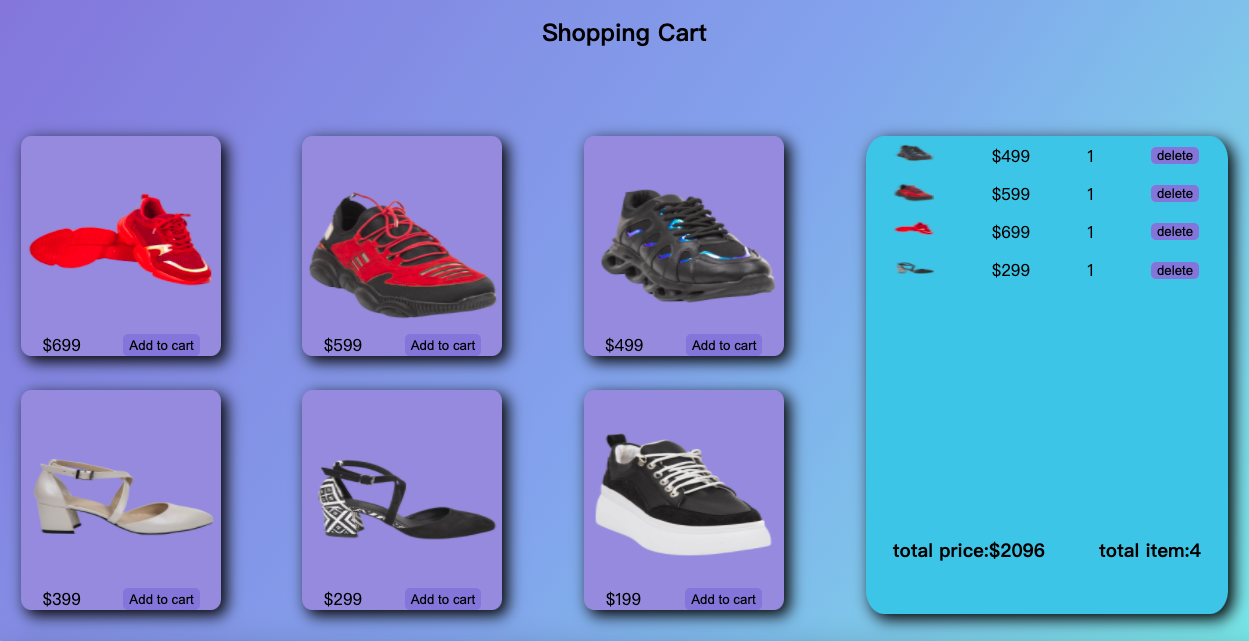 Shopping Cart
$699 Add to cart
$599 Add to cart
$499 Add to cart
$399 Add to cart
$299 Add to cart
$199 Add to cart
$499 1 delete
$599 1 delete
$699 1 delete
$299 1 delete
total price:$2096 total item:4